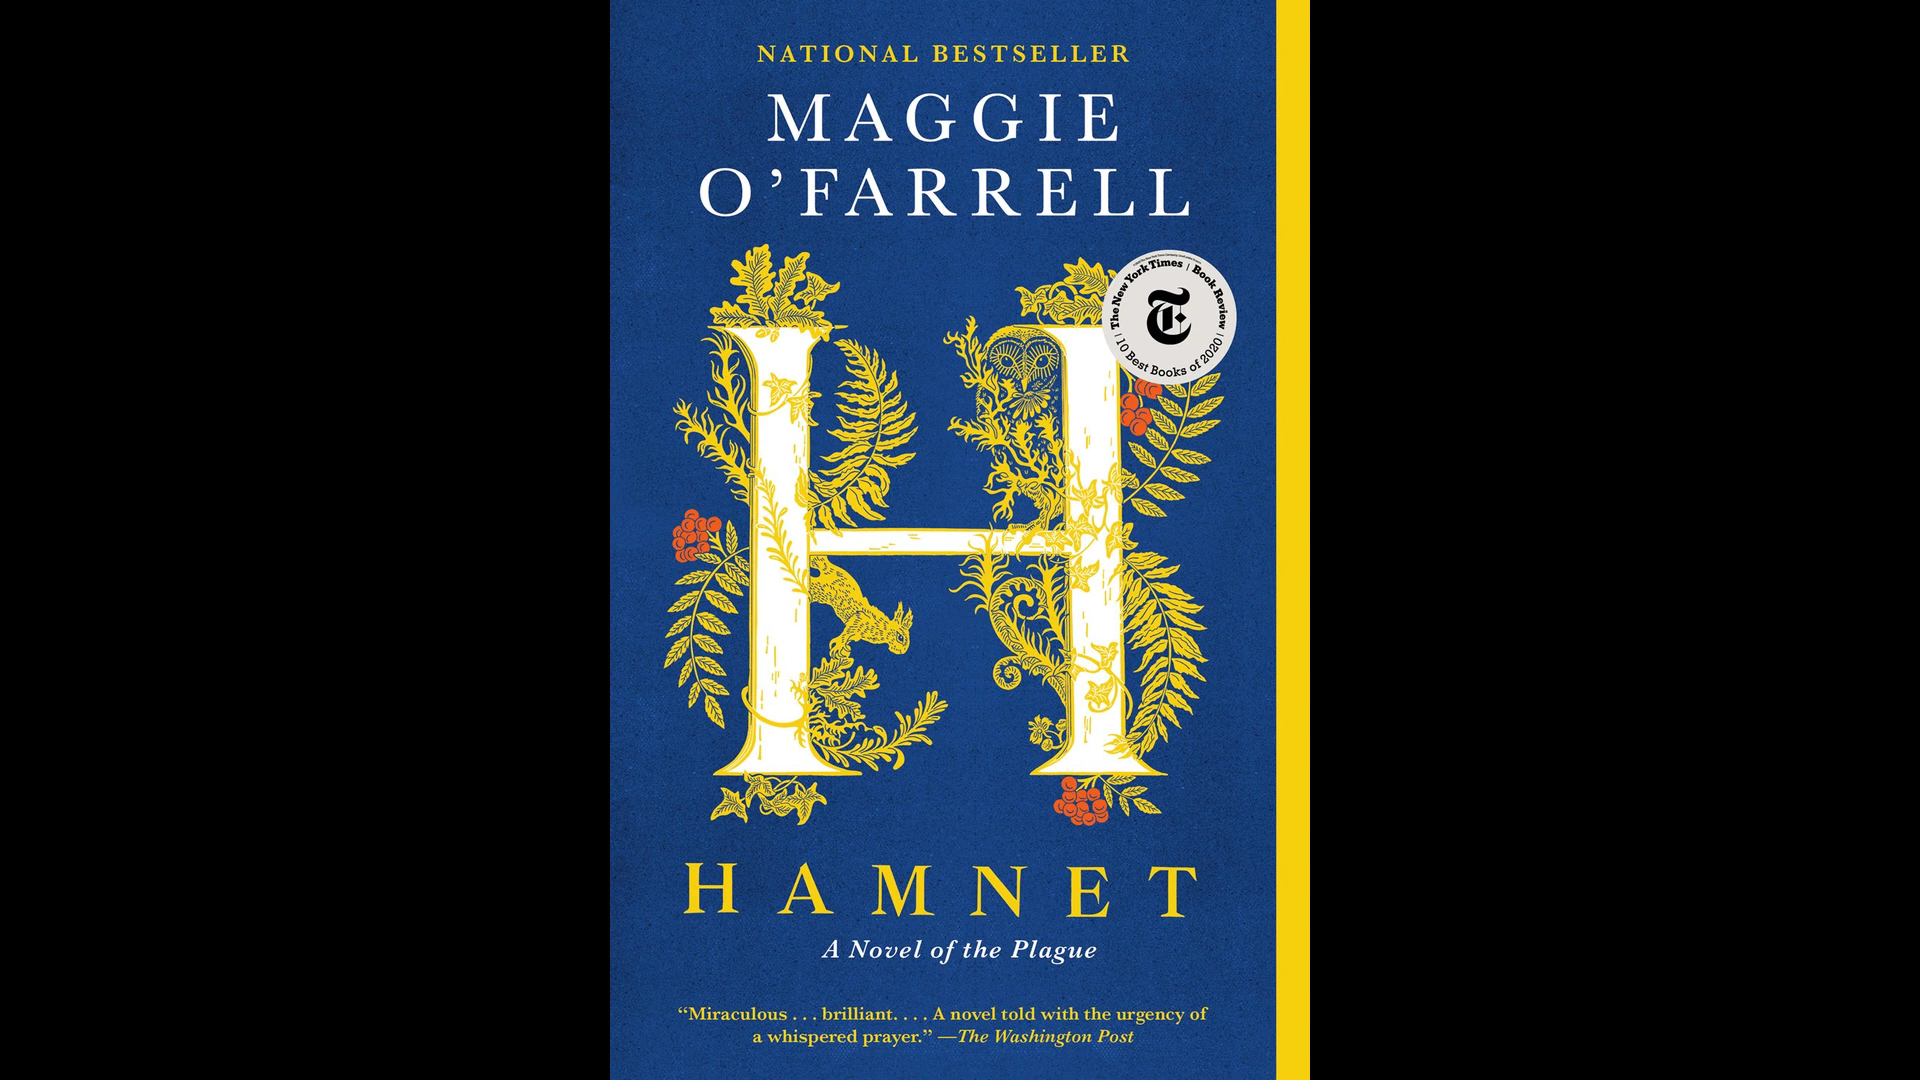 NATIONAL BESTSELLER
MAGGIE
O’FARRELL
The New York Times | Book Review
| 10 Best Books of 2020 |
T
H
HAMNET
A Novel of the Plague
“Miraculous . . . brilliant. . . . A novel told with the urgency of
a whispered prayer.” —The Washington Post